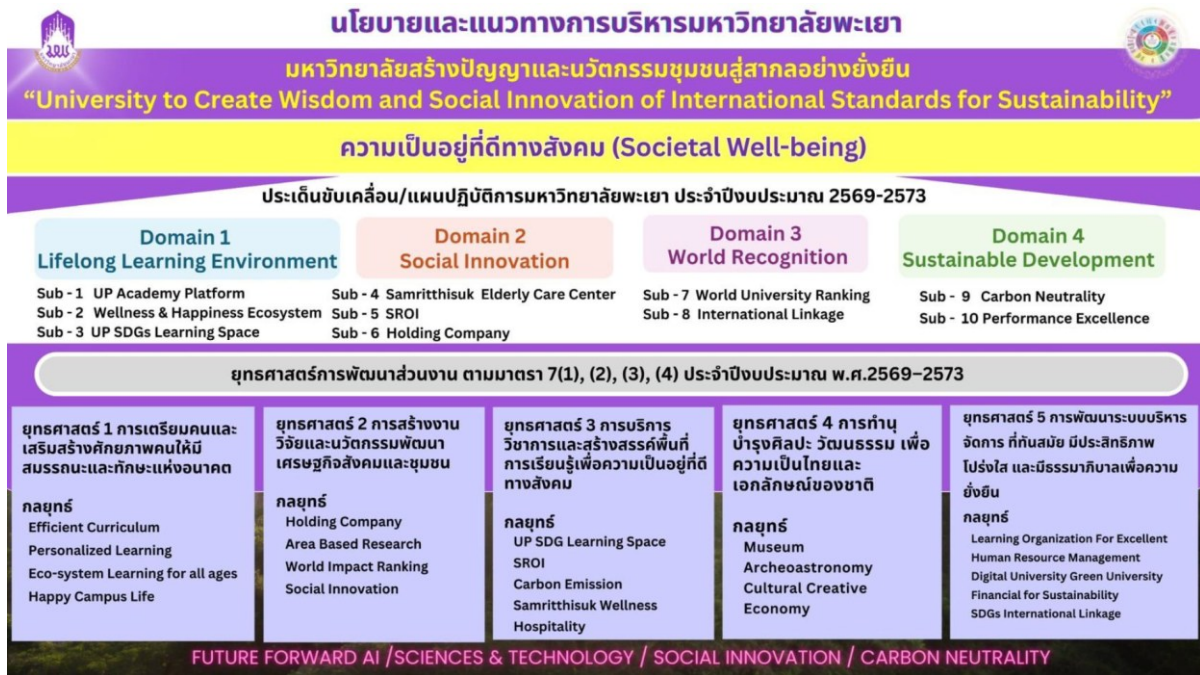 นโยบายและแนวทางการบริหารมหาวิทยาลัยพะเยา
มหาวิทยาลัยสร้างปัญญาและนวัตกรรมชุมชนสู่สากลอย่างยั่งยืน
“University to Create Wisdom and Social Innovation of International Standards for Sustainability”
ความเป็นอยู่ที่ดีทางสังคม (Societal Well-being)
ประเด็นขับเคลื่อน/แผนปฏิบัติการมหาวิทยาลัยพะเยา ประจำปีงบประมาณ 2569-2573
Domain 1
Lifelong Learning Environment
Sub - 1 UP Academy Platform
Sub - 2 Wellness & Happiness Ecosystem
Sub - 3 UP SDGs Learning Space
Domain 2
Social Innovation
Sub - 4 Samritthisuk Elderly Care Center
Sub - 5 SROI
Sub - 6 Holding Company
Domain 3
World Recognition
Sub - 7 World University Ranking
Sub - 8 International Linkage
Domain 4
Sustainable Development
Sub - 9 Carbon Neutrality
Sub - 10 Performance Excellence
ยุทธศาสตร์การพัฒนาส่วนงาน ตามมาตรา 7(1), (2), (3), (4) ประจำปีงบประมาณ พ.ศ.2569–2573
ยุทธศาสตร์ 1 การเตรียมคนและ
เสริมสร้างศักยภาพคนให้มี
สมรรถนะและทักษะแห่งอนาคต
กลยุทธ์
Efficient Curriculum
Personalized Learning
Eco-system Learning for all ages
Happy Campus Life
ยุทธศาสตร์ 2 การสร้างงาน
วิจัยและนวัตกรรมพัฒนา
เศรษฐกิจสังคมและชุมชน
กลยุทธ์
Holding Company
Area Based Research
World Impact Ranking
Social Innovation
ยุทธศาสตร์ 3 การบริการ
วิชาการและสร้างสรรค์พื้นที่
การเรียนรู้เพื่อความเป็นอยู่ที่ดี
ทางสังคม
กลยุทธ์
UP SDG Learning Space
SROI
Carbon Emission
Samritthisuk Wellness
Hospitality
ยุทธศาสตร์ 4 การทำนุ
บำรุงศิลปะ วัฒนธรรม เพื่อ
ความเป็นไทยและ
เอกลักษณ์ของชาติ
กลยุทธ์
Museum
Archeoastronomy
Cultural Creative
Economy
ยุทธศาสตร์ 5 การพัฒนาระบบบริหาร
จัดการ ที่ทันสมัย มีประสิทธิภาพ
โปร่งใส และมีธรรมาภิบาลเพื่อความ
ยั่งยืน
กลยุทธ์
Learning Organization For Excellent
Human Resource Management
Digital University Green University
Financial for Sustainability
SDGs International Linkage
FUTURE FORWARD AI /SCIENCES & TECHNOLOGY / SOCIAL INNOVATION / CARBON NEUTRALITY